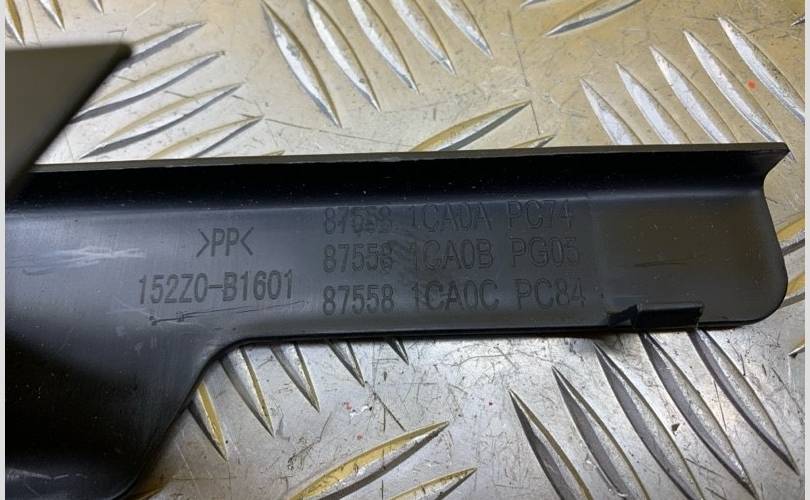 >PP<
152Z0-B1601
87558 1CA0A PC74
87558 1CA0B PG05
87558 1CA0C PC84